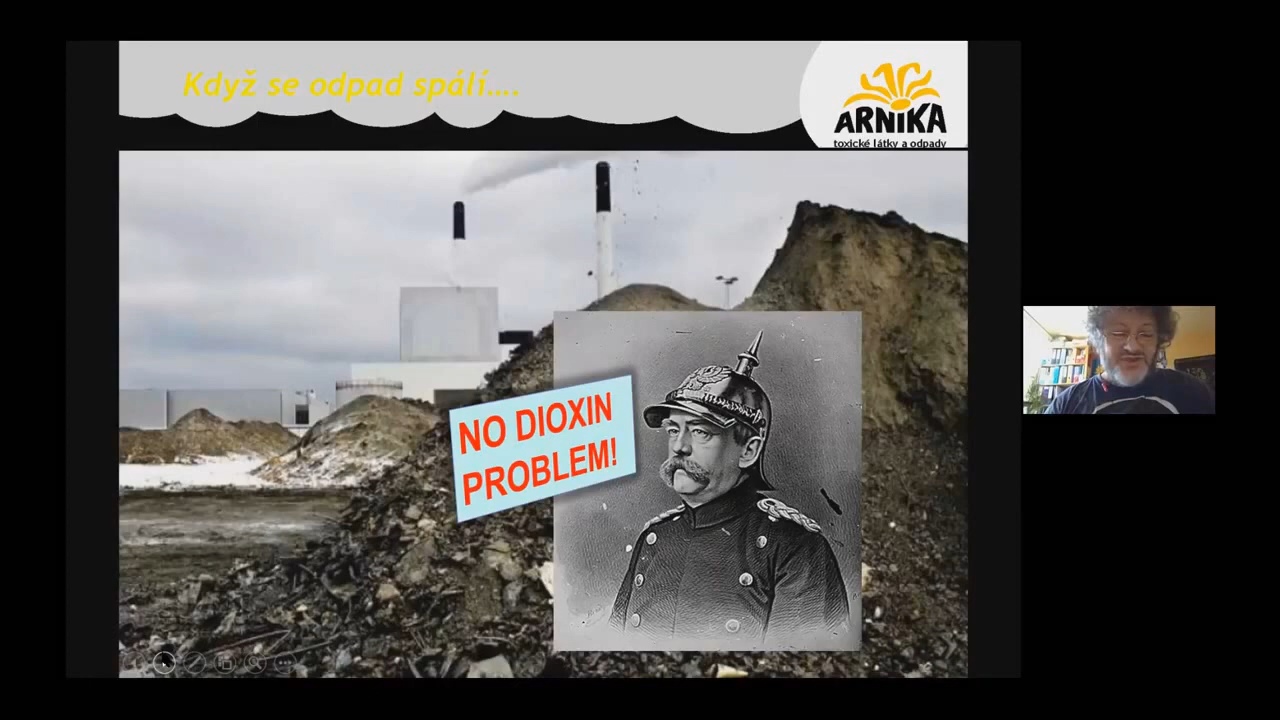 Když se odpad spálí....
ARNIKA
toxické látky a odpady
NO DIOXIN
PROBLEM!